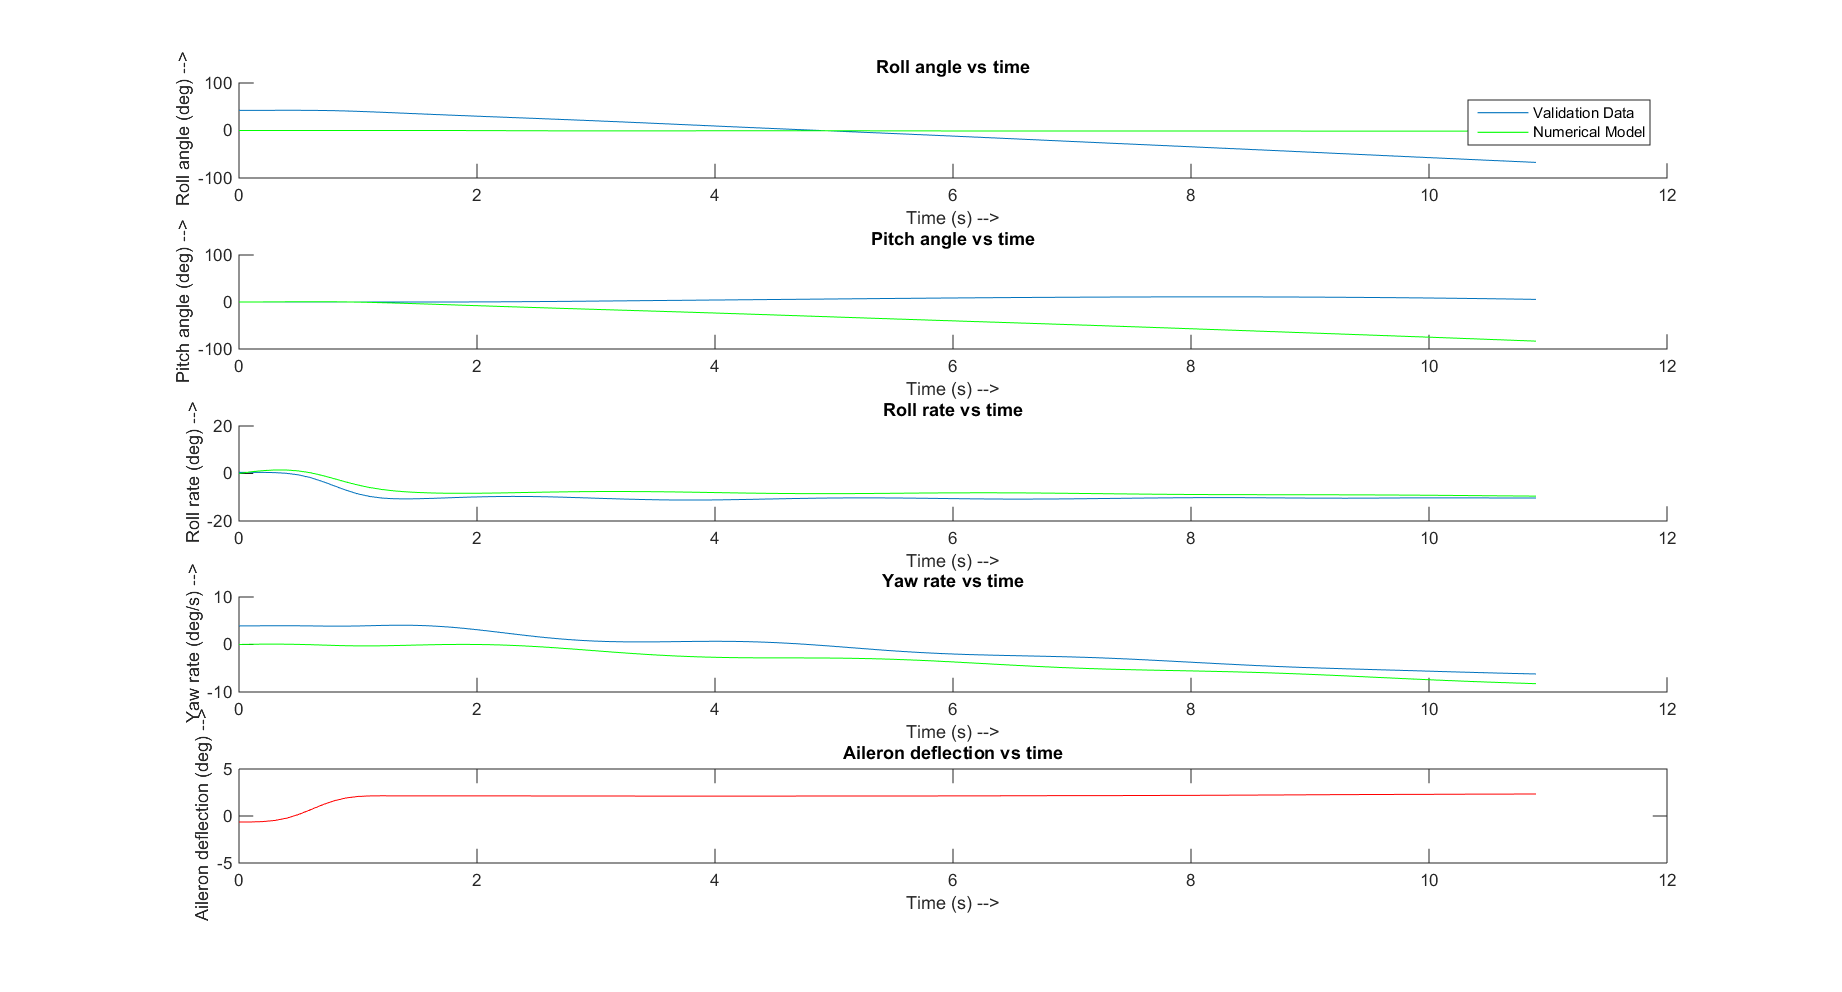 Roll angle vs time
Roll angle (deg) -->
100
0
-100
0 2 4 6 8 10 12
Time (s) -->
Validation Data
Numerical Model
Pitch angle vs time
Pitch angle (deg) -->
100
0
-100
0 2 4 6 8 10 12
Time (s) -->
Roll rate vs time
Roll rate (deg) -->
20
0
-20
0 2 4 6 8 10 12
Time (s) -->
Yaw rate vs time
Yaw rate (deg/s) -->
10
0
-10
0 2 4 6 8 10 12
Time (s) -->
Aileron deflection vs time
Aileron deflection (deg) -->
5
0
-5
0 2 4 6 8 10 12
Time (s) -->